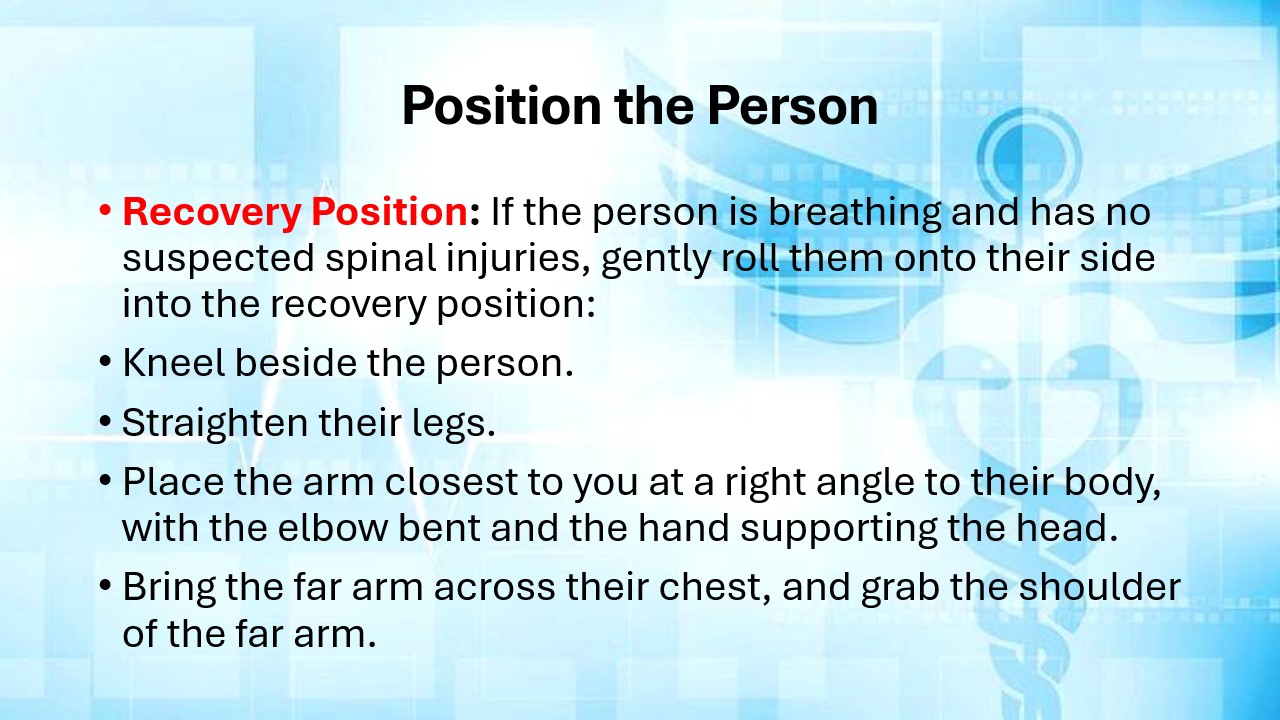 Position the Person
• Recovery Position: If the person is breathing and has no
suspected spinal injuries, gently roll them onto their side
into the recovery position:
• Kneel beside the person.
• Straighten their legs.
• Place the arm closest to you at a right angle to their body,
with the elbow bent and the hand supporting the head.
• Bring the far arm across their chest, and grab the shoulder
of the far arm.